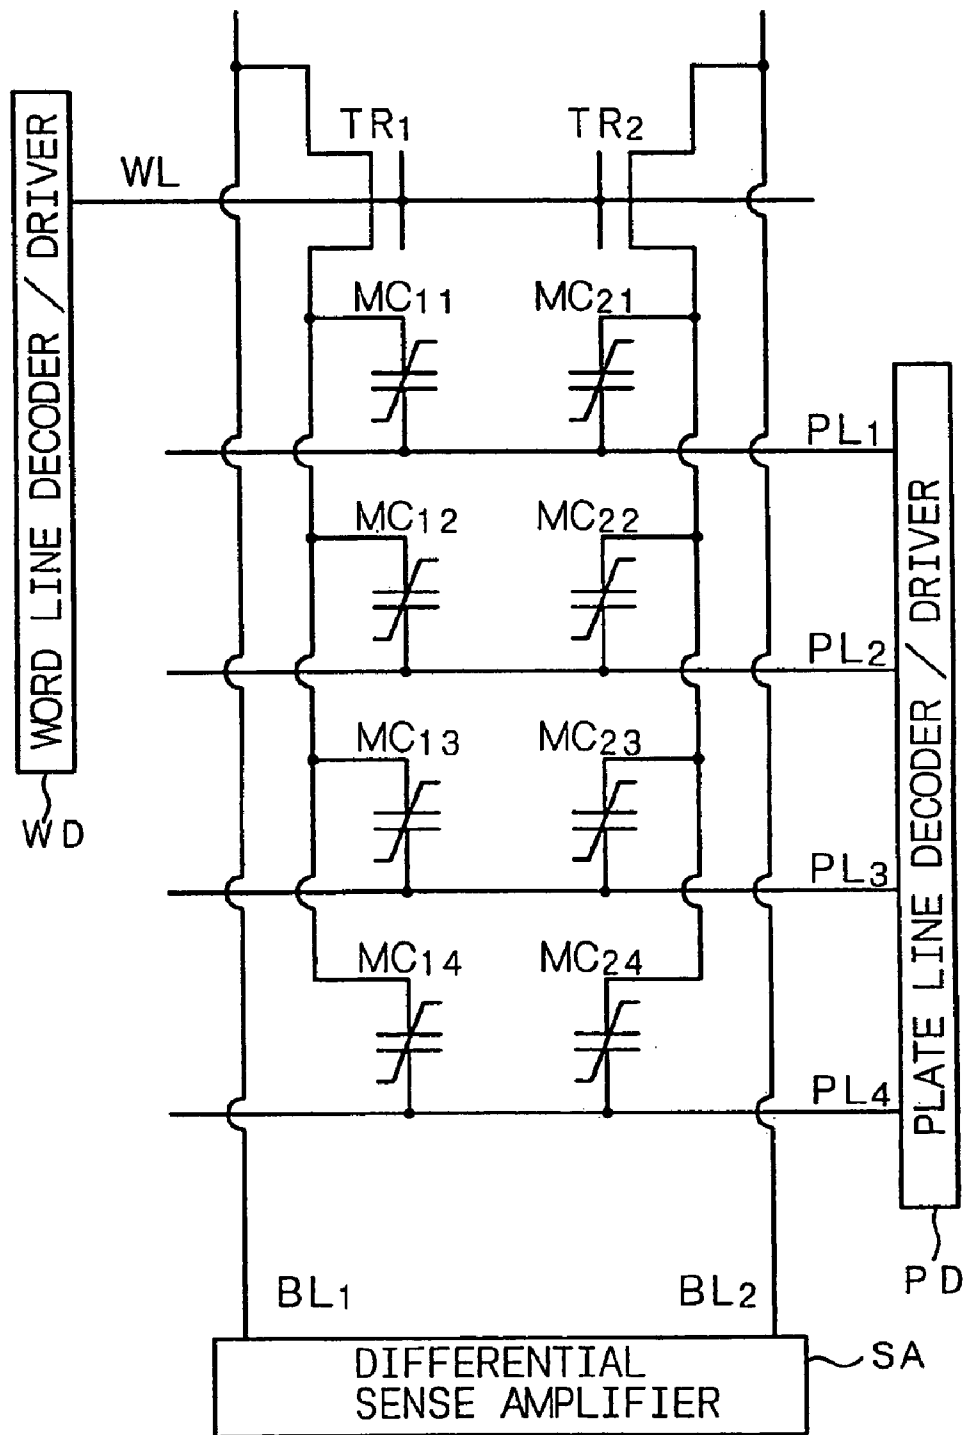 TR1 TR2
WL
WORD LINE DECODER / DRIVER
MC11 MC21
PL1
MC12 MC22
PL2
MC13 MC23
WD
PL3
MC14 MC24
PL4
PLATE LINE DECODER / DRIVER
PD
BL1 BL2
DIFFERENTIAL
SENSE AMPLIFIER
SA